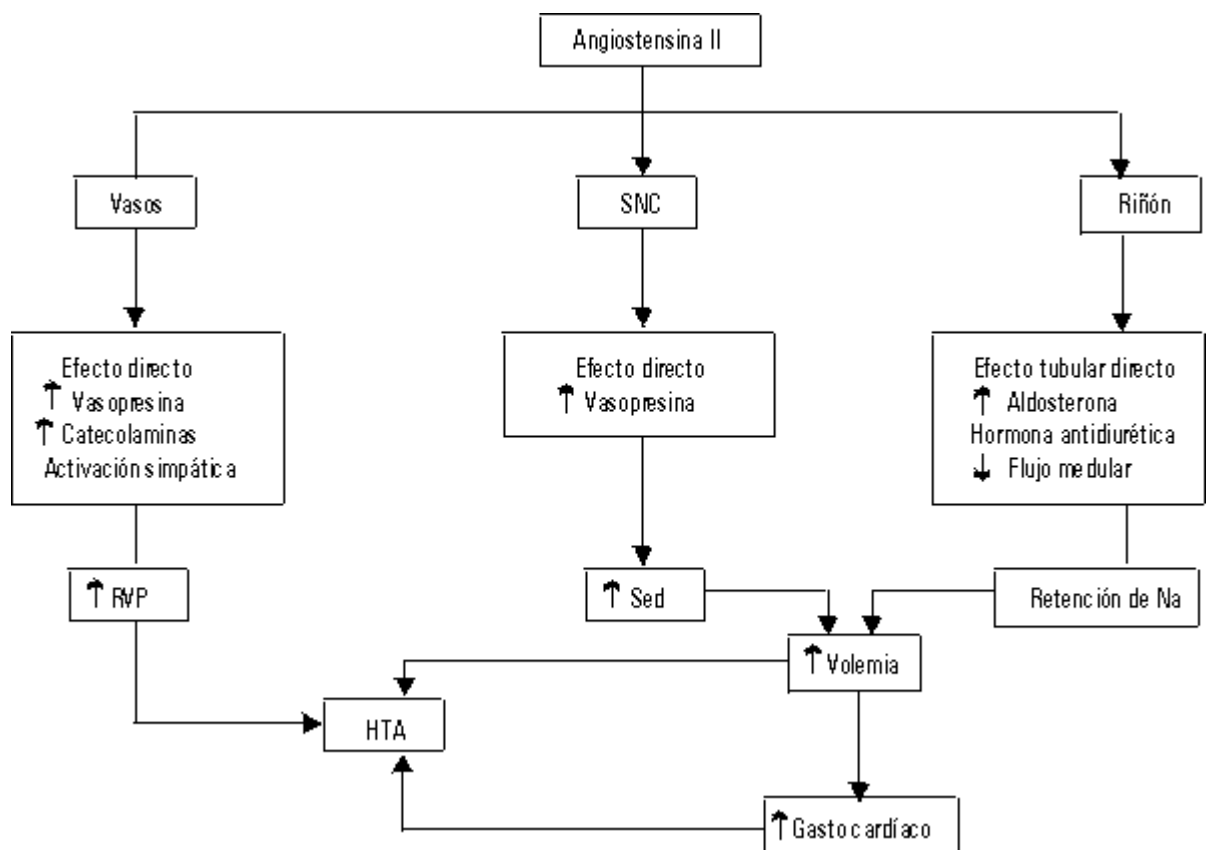 Angiostensina II
Vasos
SNC
Riñón
Efecto directo
↑ Vasopresina
↑ Catecolaminas
Activación simpática
Efecto directo
↑ Vasopresina
Efecto tubular directo
↑ Aldosterona
Hormona antidiurética
↓ Flujo medular
↑ RVP
↑ Sed
Retención de Na
↑ Volemia
HTA
↑ Gasto cardíaco